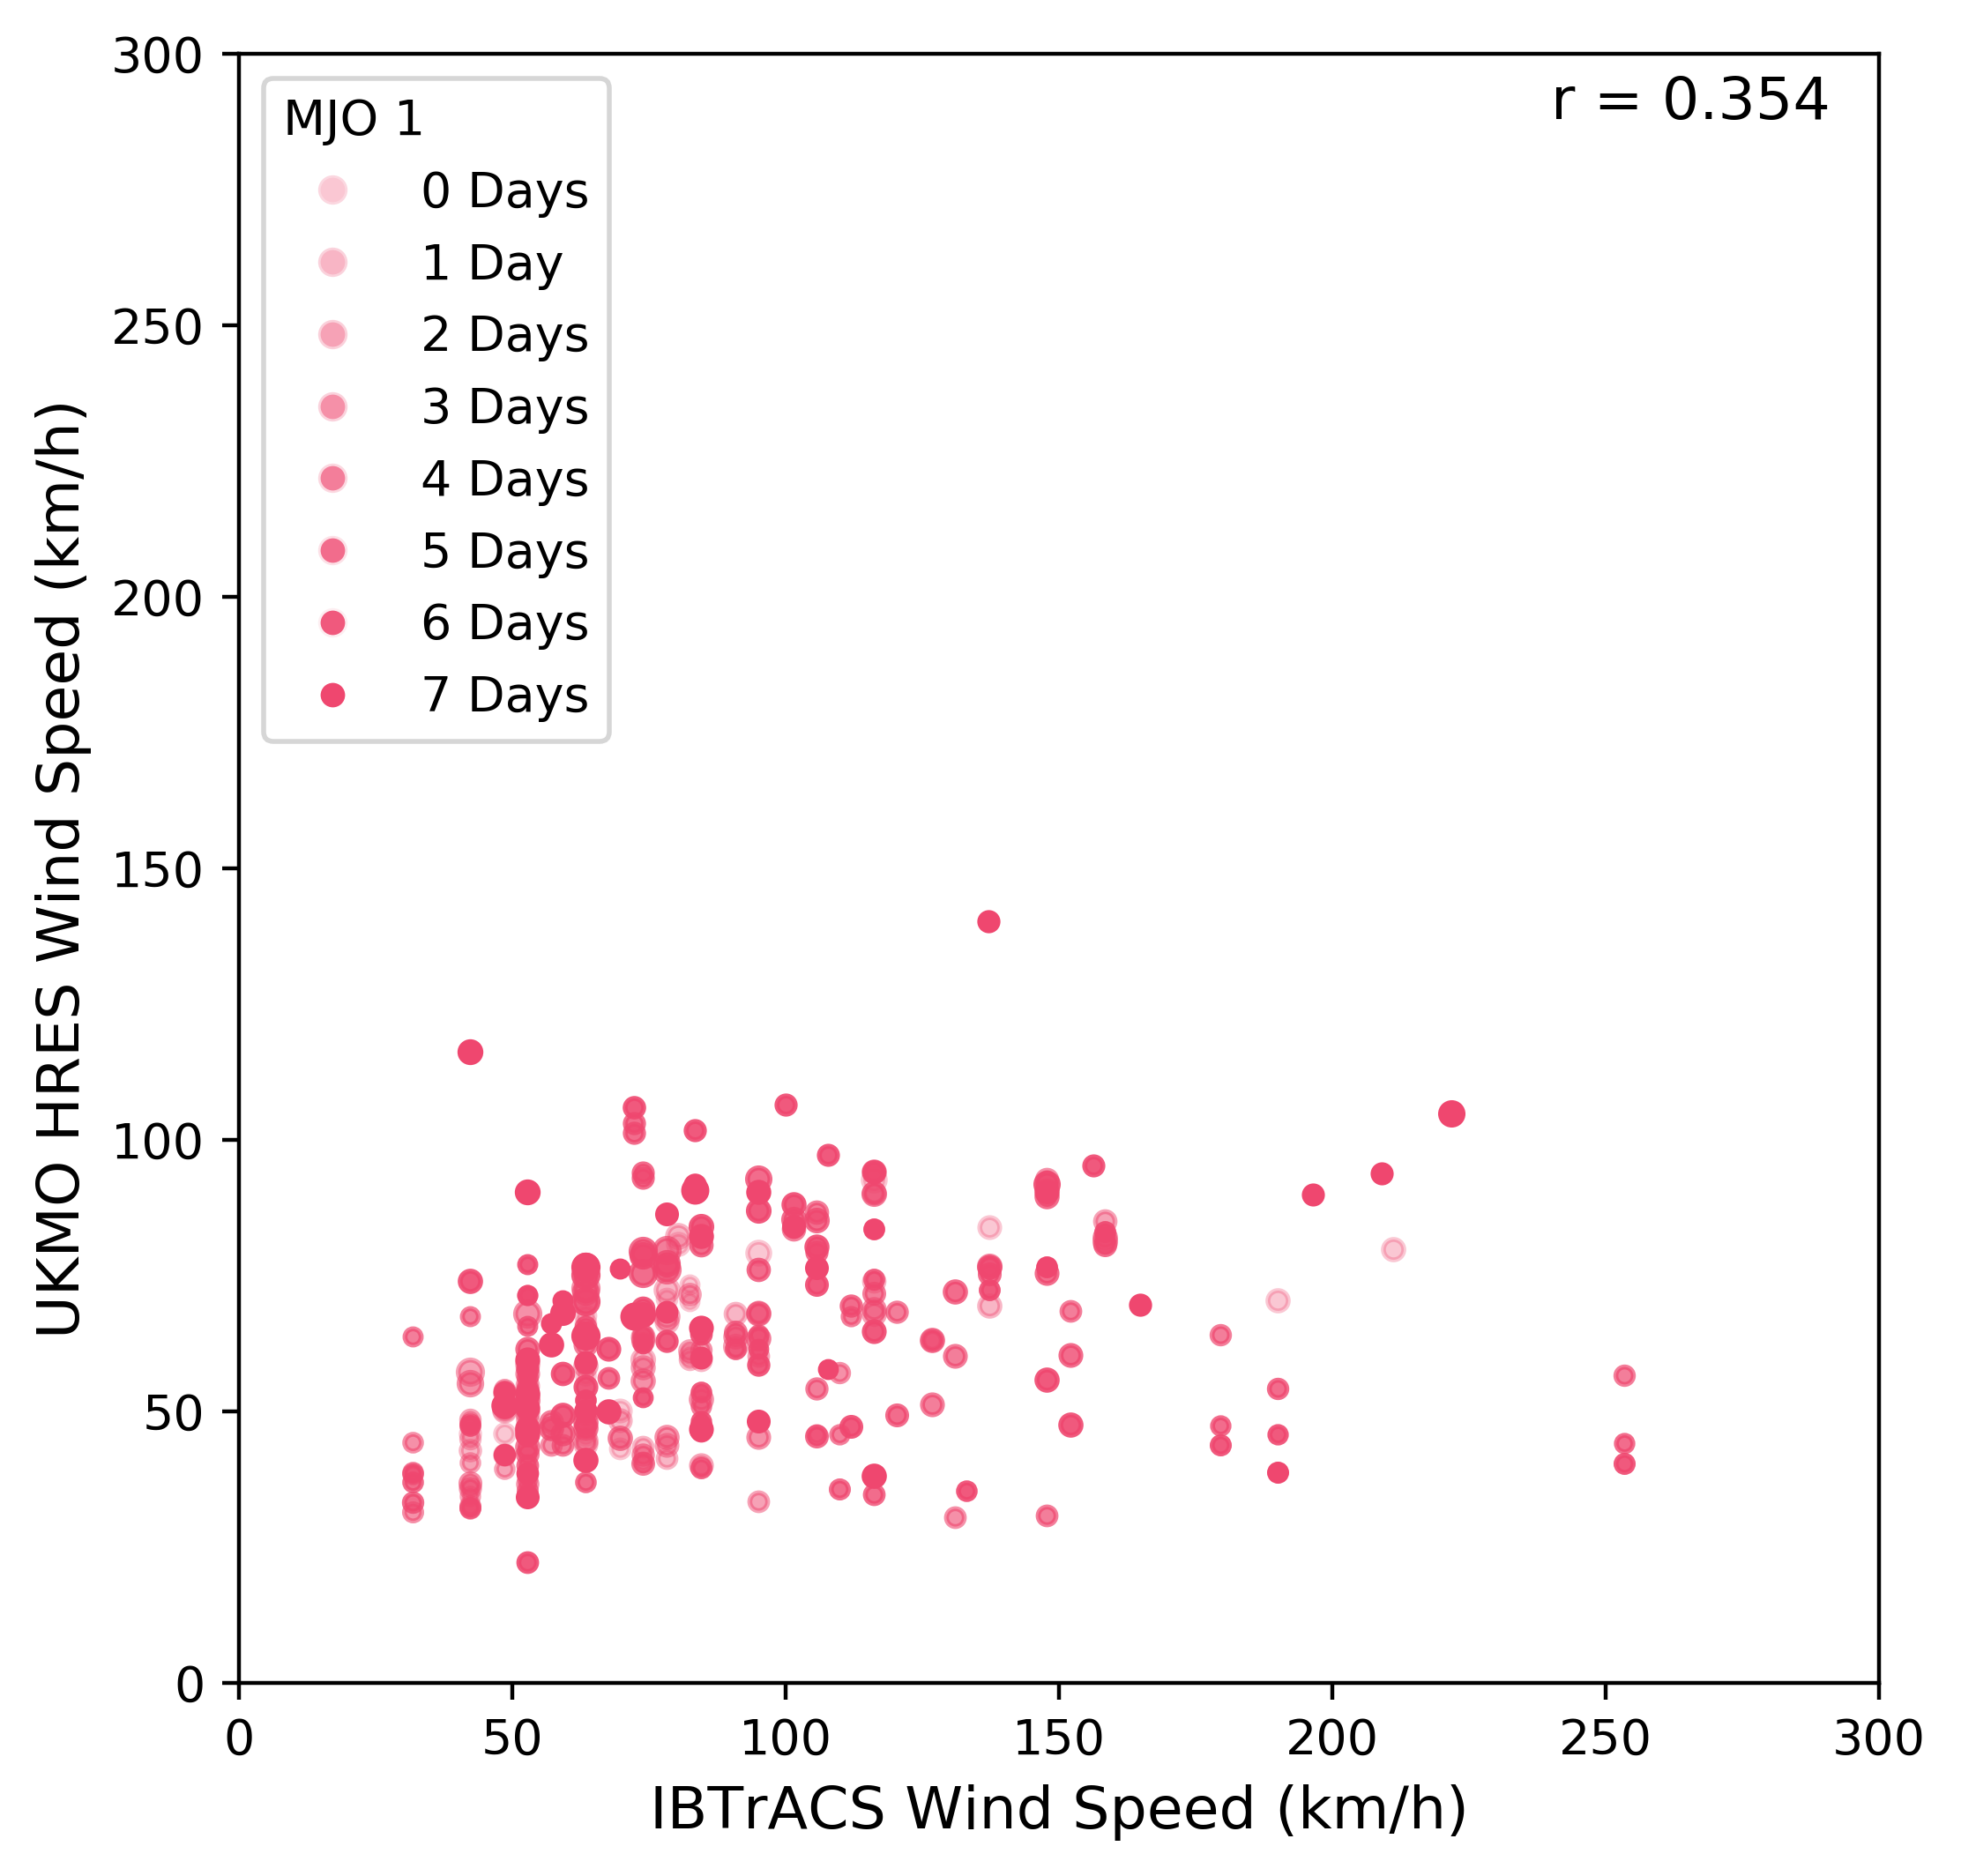 r = 0.354
MJO 1
0 Days
1 Day
2 Days
3 Days
4 Days
5 Days
6 Days
7 Days
300
250
200
150
100
50
0
UKMO HRES Wind Speed (km/h)
0 50 100 150 200 250 300
IBTrACS Wind Speed (km/h)